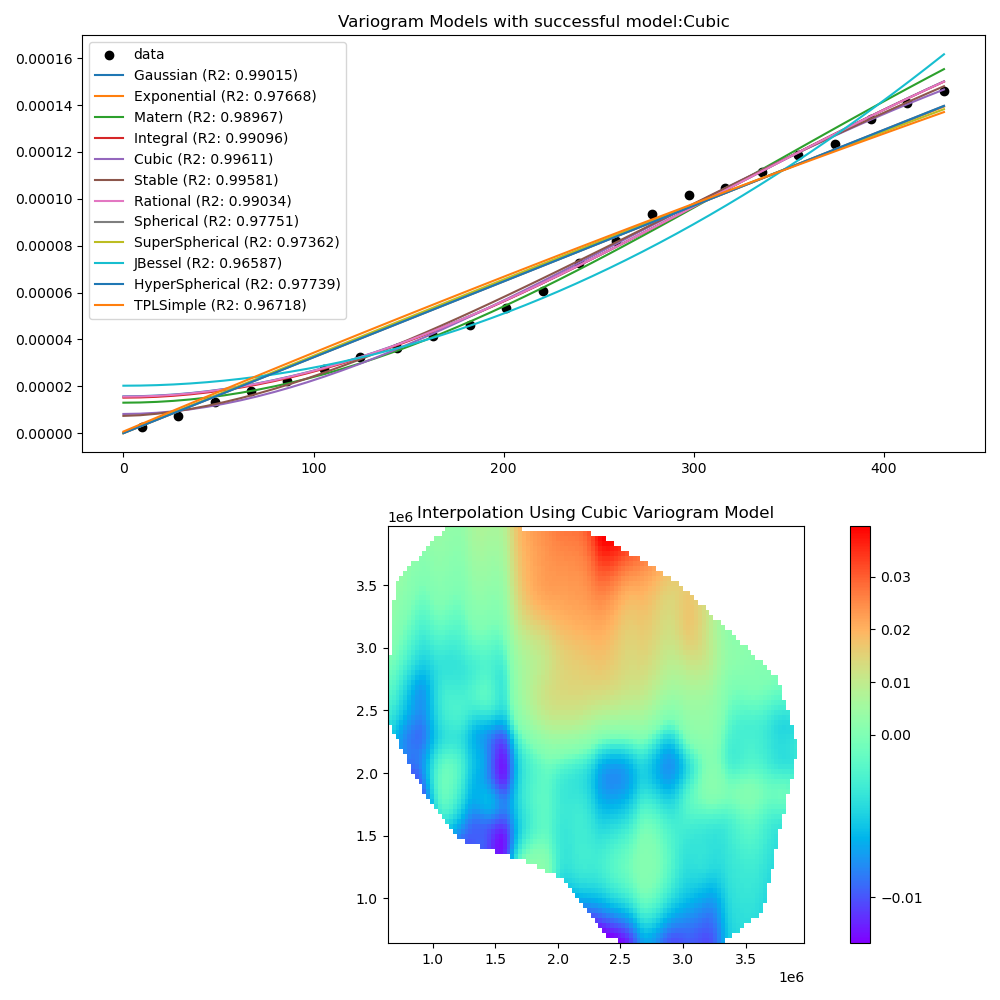 Variogram Models with successful model:Cubic
0.00016
0.00014
0.00012
0.00010
0.00008
0.00006
0.00004
0.00002
0.00000
data
Gaussian (R2: 0.99015)
Exponential (R2: 0.97668)
Matern (R2: 0.98967)
Integral (R2: 0.99096)
Cubic (R2: 0.99611)
Stable (R2: 0.99581)
Rational (R2: 0.99034)
Spherical (R2: 0.97751)
SuperSpherical (R2: 0.97362)
JBessel (R2: 0.96587)
HyperSpherical (R2: 0.97739)
TPLSimple (R2: 0.96718)
0 100 200 300 400
1e6 Interpolation Using Cubic Variogram Model
3.5
3.0
2.5
2.0
1.5
1.0
1.0 1.5 2.0 2.5 3.0 3.5
1e6
0.03
0.02
0.01
0.00
−0.01